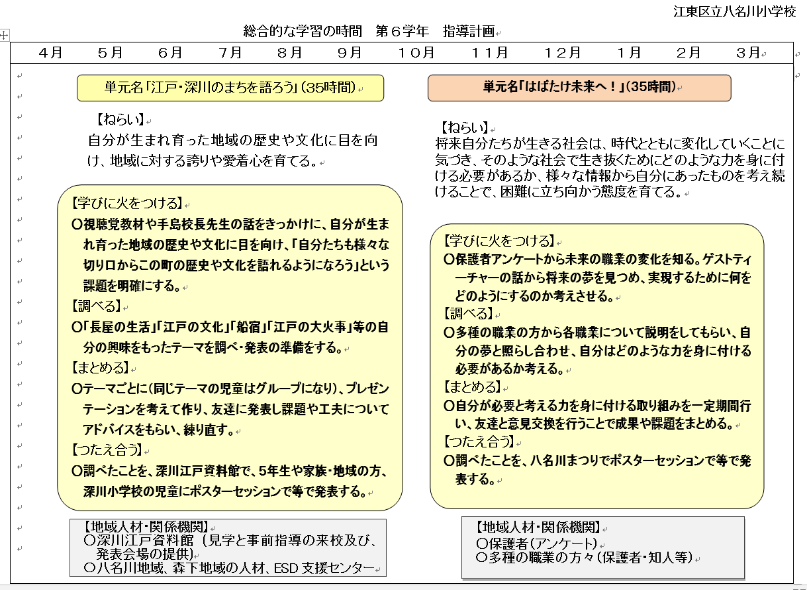 江東区立八名川小学校
総合的な学習の時間　第６学年　指導計画
４月　５月　６月　７月　８月　９月　１０月　１１月　１２月　１月　２月　３月
単元名「江戸・深川のまちを語ろう」（35時間）
【ねらい】
自分が生まれ育った地域の歴史や文化に目を向
け、地域に対する誇りや愛着心を育てる。
【学びに火をつける】
〇視聴覚教材や手島校長先生の話をきっかけに、自分が生ま
れ育った地域の歴史や文化に目を向け、「自分たちも様々な
切り口からこの町の歴史や文化を語れるようになろう」という
課題を明確にする。
【調べる】
〇「長屋の生活」「江戸の文化」「船宿」「江戸の大火事」等の自
分の興味をもったテーマを調べ・発表の準備をする。
【まとめる】
〇テーマごとに（同じテーマの児童はグループになり）、プレゼン
テーションを考えて作り、友達に発表し課題や工夫について
アドバイスをもらい、練り直す。
【つたえ合う】
〇調べたことを、深川江戸資料館で、５年生や家族・地域の方、
深川小学校の児童にポスターセッションで等で発表する。
【地域人材・関係機関】
〇深川江戸資料館（見学と事前指導の来校及び、
発表会場の提供）
〇八名川地域、森下地域の人材、ESD支援センター
単元名「はばたけ未来へ！」（35時間）
【ねらい】
将来自分たちが生きる社会は、時代とともに変化していくことに
気づき、そのような社会で生き抜くためにどのような力を身に付
ける必要があるか、様々な情報から自分にあったものを考え続
けることで、困難に立ち向かう態度を育てる。
【学びに火をつける】
〇保護者アンケートから未来の職業の変化を知る。ゲストティ
ーチャーの話から将来の夢を見つめ、実現するために何を
どのようにするのか考えさせる。
【調べる】
〇多種の職業の方から各職業について説明をしてもらい、自
分の夢と照らし合わせ、自分はどのような力を身に付ける
必要があるか考える。
【まとめる】
〇自分が必要と考える力を身に付ける取り組みを一定期間行
い、友達と意見交換を行うことで成果や課題をまとめる。
【つたえ合う】
〇調べたことを、八名川まつりでポスターセッションで等で発
表する。
【地域人材・関係機関】
〇保護者（アンケート）
〇多種の職業の方々（保護者・知人等）